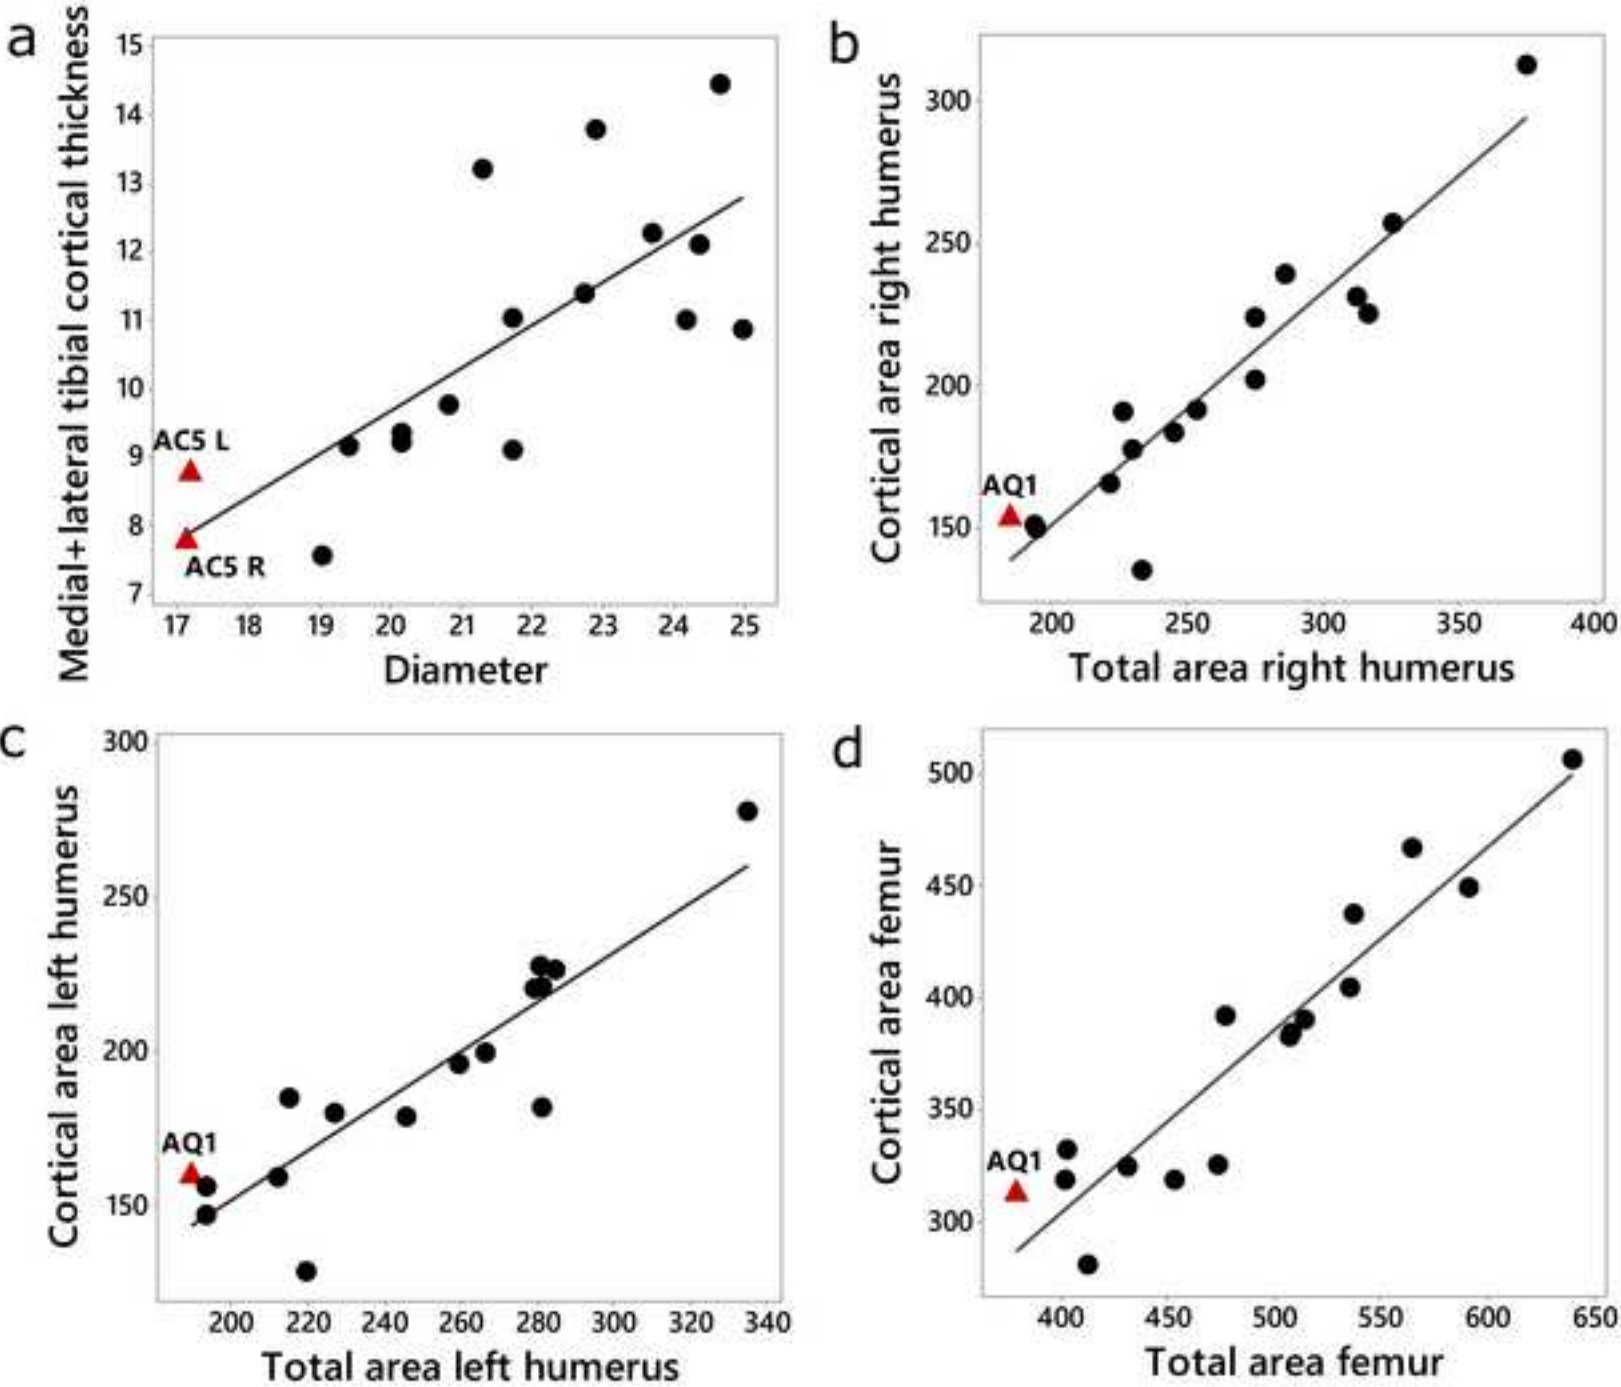 a
Medial+lateral tibial cortical thickness
15
14
13
12
11
10
9
8
7
AC5 L
AC5 R
17 18 19 20 21 22 23 24 25
Diameter
b
Cortical area right humerus
300
250
200
150
AQ1
200 250 300 350 400
Total area right humerus
c
Cortical area left humerus
300
250
200
150
AQ1
200 220 240 260 280 300 320 340
Total area left humerus
d
Cortical area femur
500
450
400
350
300
AQ1
400 450 500 550 600 650
Total area femur